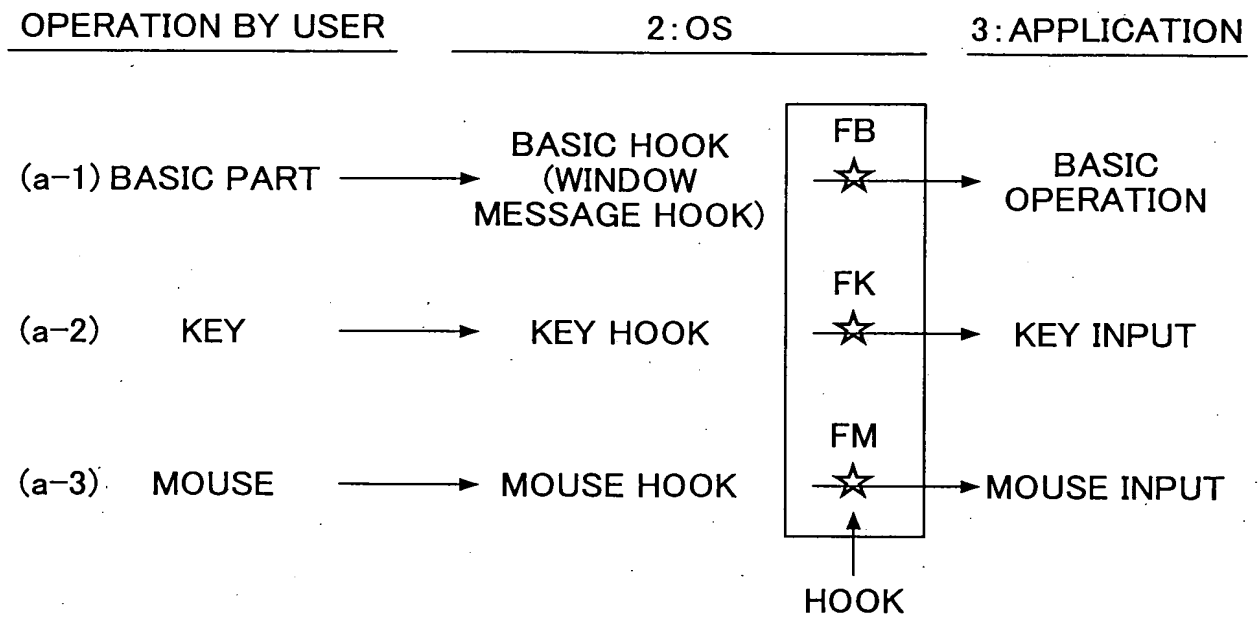 OPERATION BY USER 2:OS 3:APPLICATION
FB
(a-1) BASIC PART BASIC HOOK (WINDOW MESSAGE HOOK) BASIC OPERATION
FK
(a-2) KEY KEY HOOK KEY INPUT
FM
(a-3) MOUSE MOUSE HOOK MOUSE INPUT
HOOK